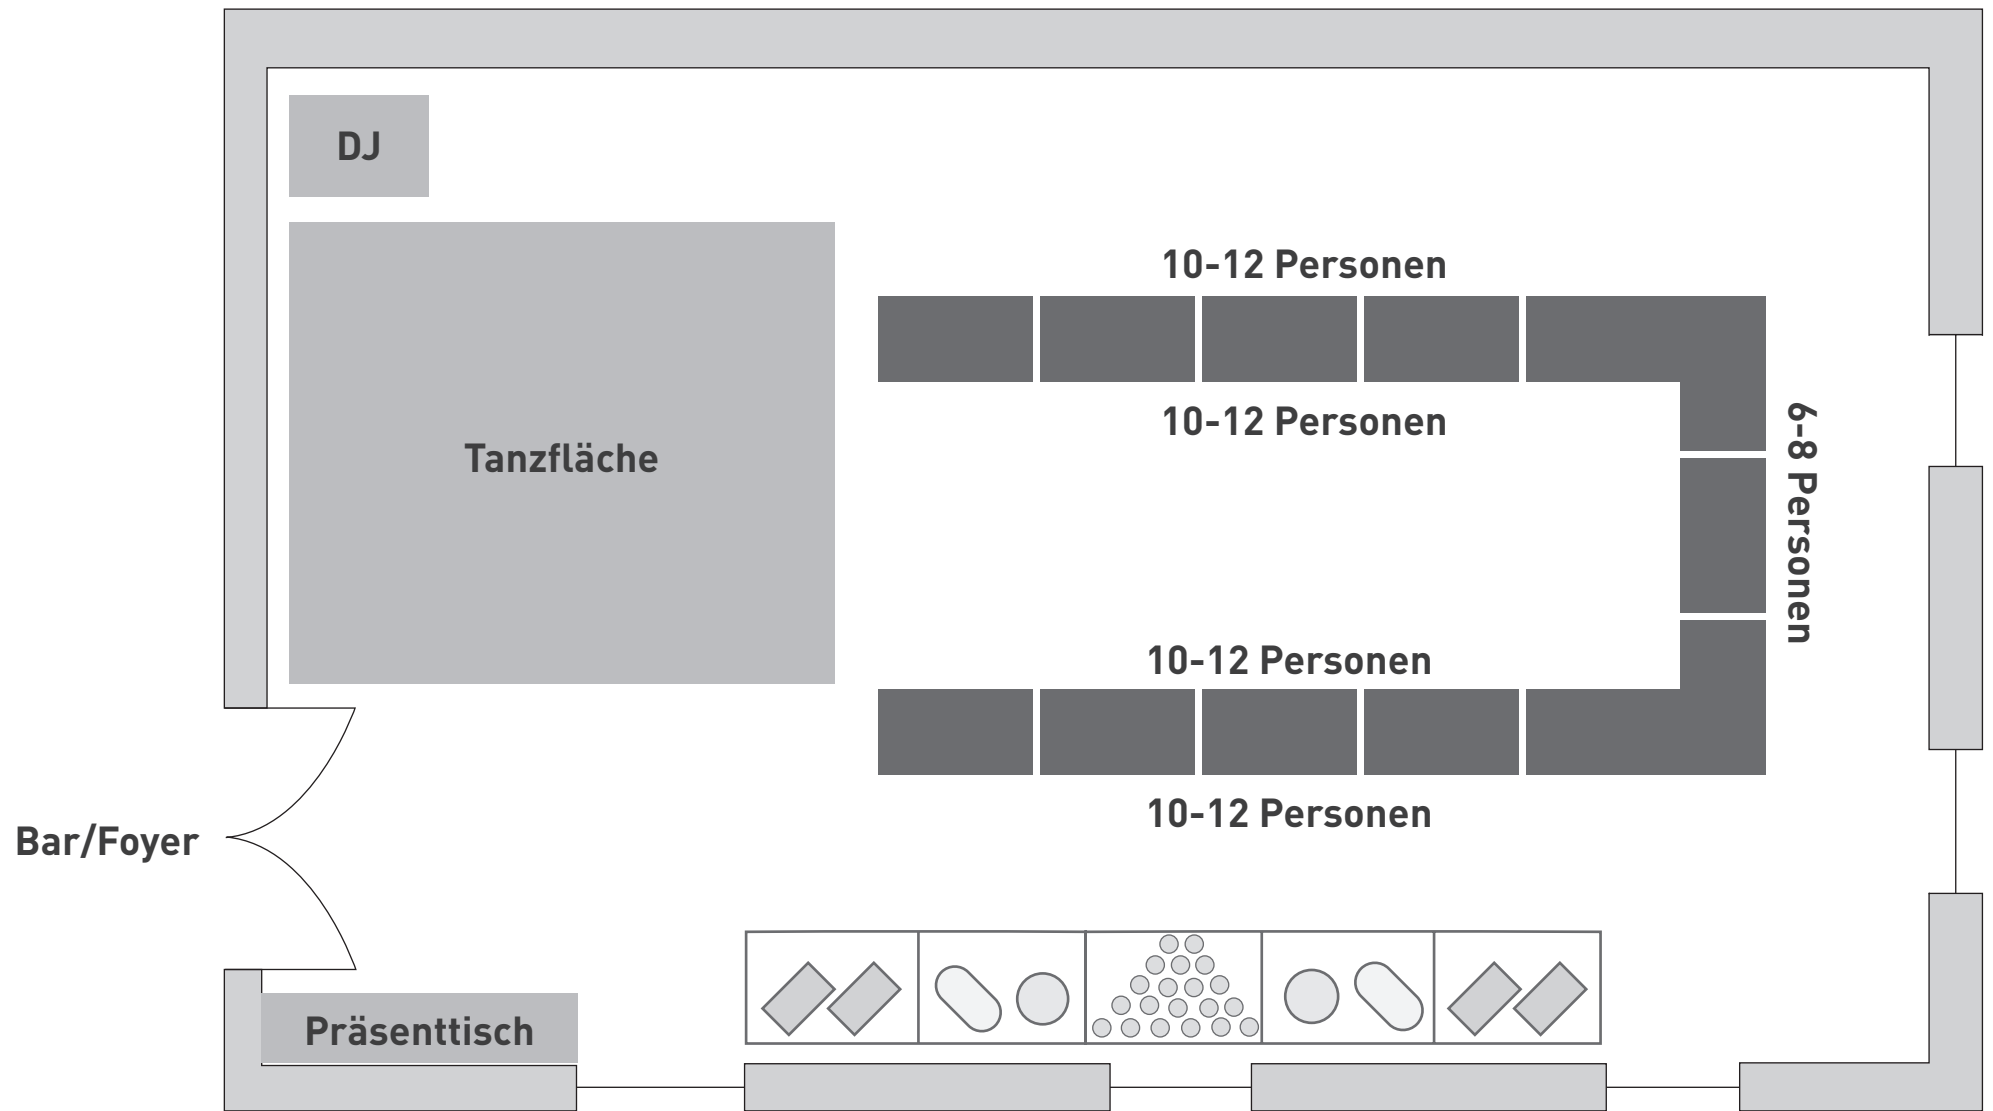 DJ
10-12 Personen
Tanzfläche
10-12 Personen
6-8 Personen
10-12 Personen
10-12 Personen
Bar/Foyer
Präsenttisch